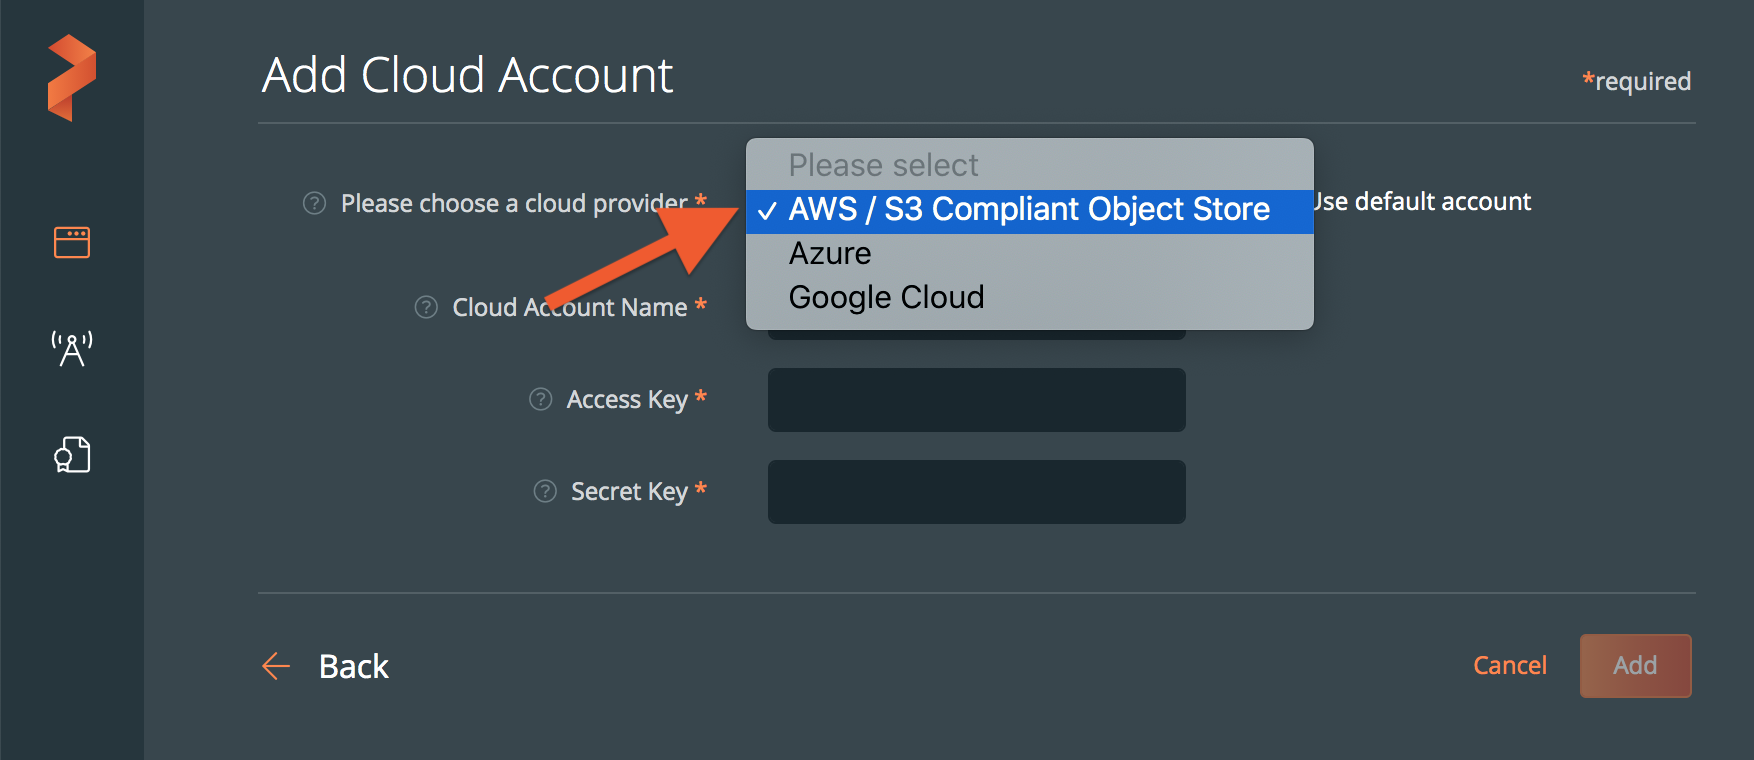 Add Cloud Account
*required
Please select
? Please choose a cloud provider *
✓ AWS / S3 Compliant Object Store
Use default account
Azure
Google Cloud
? Cloud Account Name *
? Access Key *
? Secret Key *
← Back
Cancel
Add